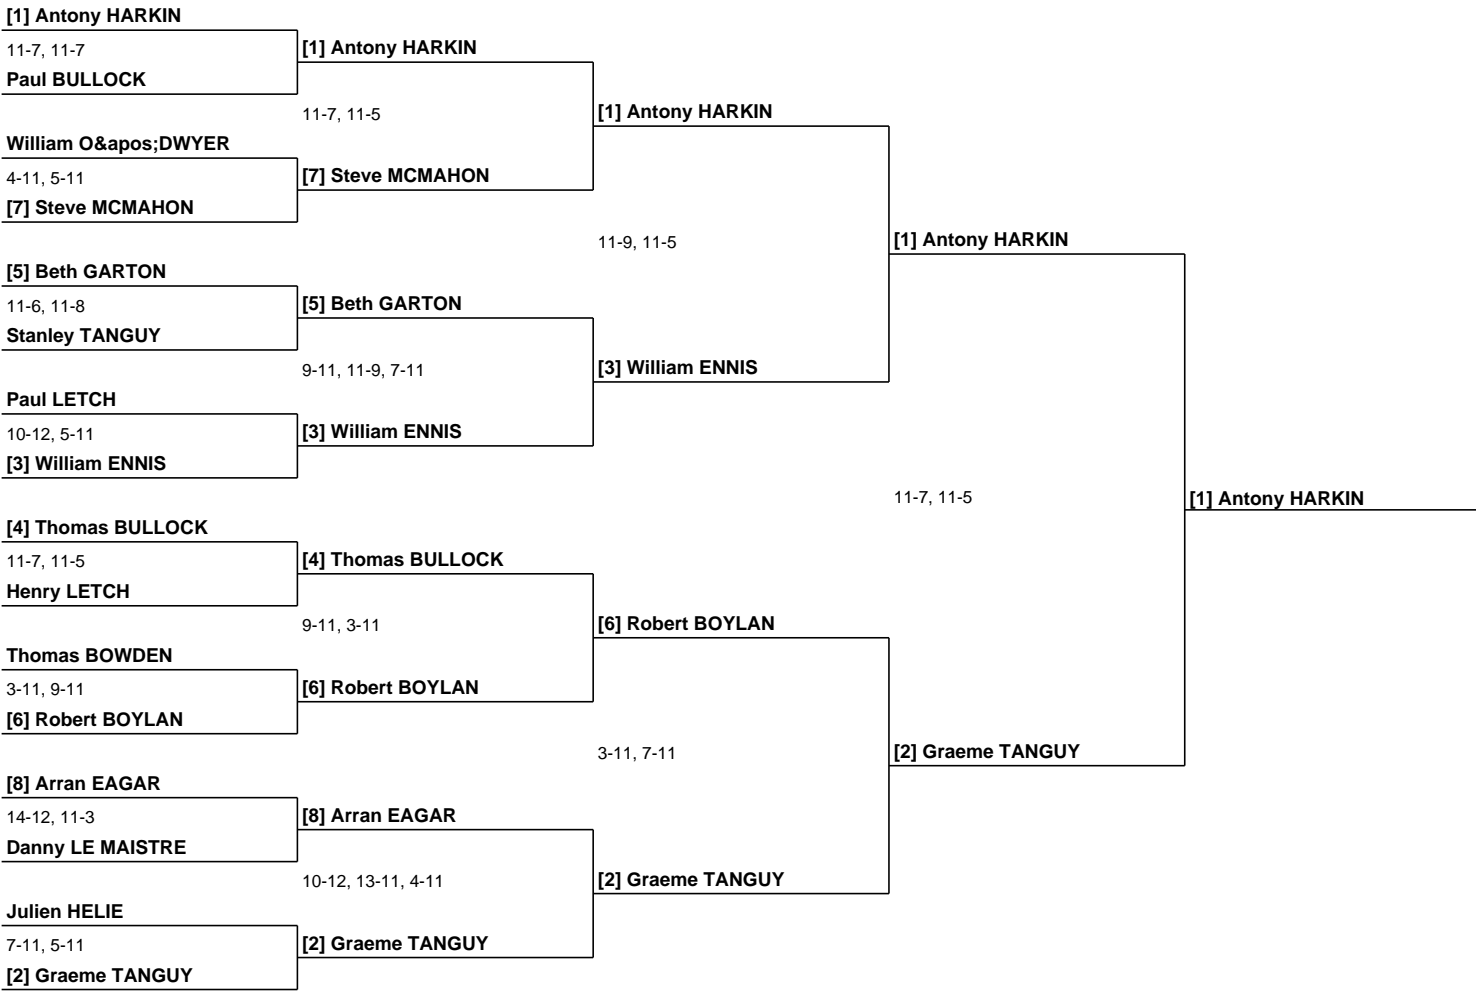 [1] Antony HARKIN
11-7, 11-7
Paul BULLOCK
William O&apos;DWYER
4-11, 5-11
[7] Steve MCMAHON
[5] Beth GARTON
11-6, 11-8
Stanley TANGUY
Paul LETCH
10-12, 5-11
[3] William ENNIS
[4] Thomas BULLOCK
11-7, 11-5
Henry LETCH
Thomas BOWDEN
3-11, 9-11
[6] Robert BOYLAN
[8] Arran EAGAR
14-12, 11-3
Danny LE MAISTRE
Julien HELIE
7-11, 5-11
[2] Graeme TANGUY
[1] Antony HARKIN
11-7, 11-5
[7] Steve MCMAHON
[5] Beth GARTON
9-11, 11-9, 7-11
[3] William ENNIS
[4] Thomas BULLOCK
9-11, 3-11
[6] Robert BOYLAN
[8] Arran EAGAR
10-12, 13-11, 4-11
[2] Graeme TANGUY
[1] Antony HARKIN
11-9, 11-5
[3] William ENNIS
[6] Robert BOYLAN
3-11, 7-11
[2] Graeme TANGUY
[1] Antony HARKIN
11-7, 11-5
[2] Graeme TANGUY
[1] Antony HARKIN